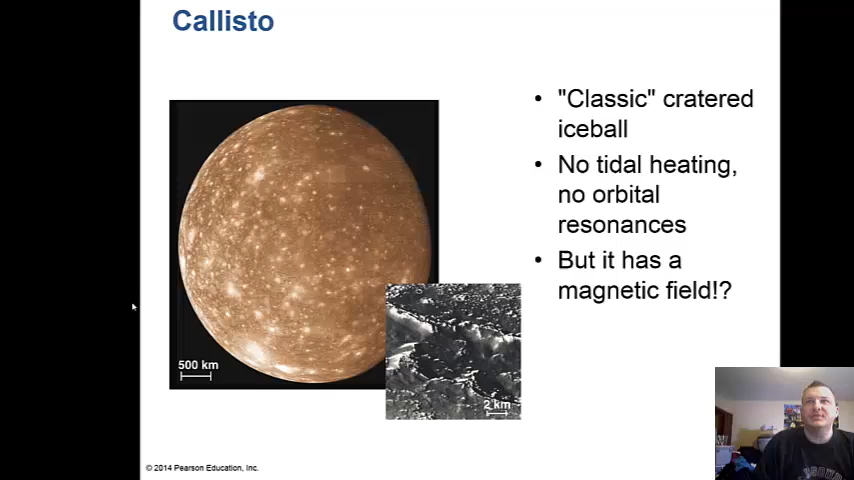 Callisto
• "Classic" cratered
iceball
• No tidal heating,
no orbital
resonances
• But it has a
magnetic field!?
500 km
2 km
© 2014 Pearson Education, Inc.